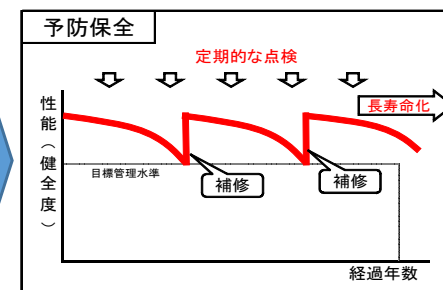 予防保全
定期的な点検
長寿命化
性能（健全度）
目標管理水準
補修
補修
経過年数